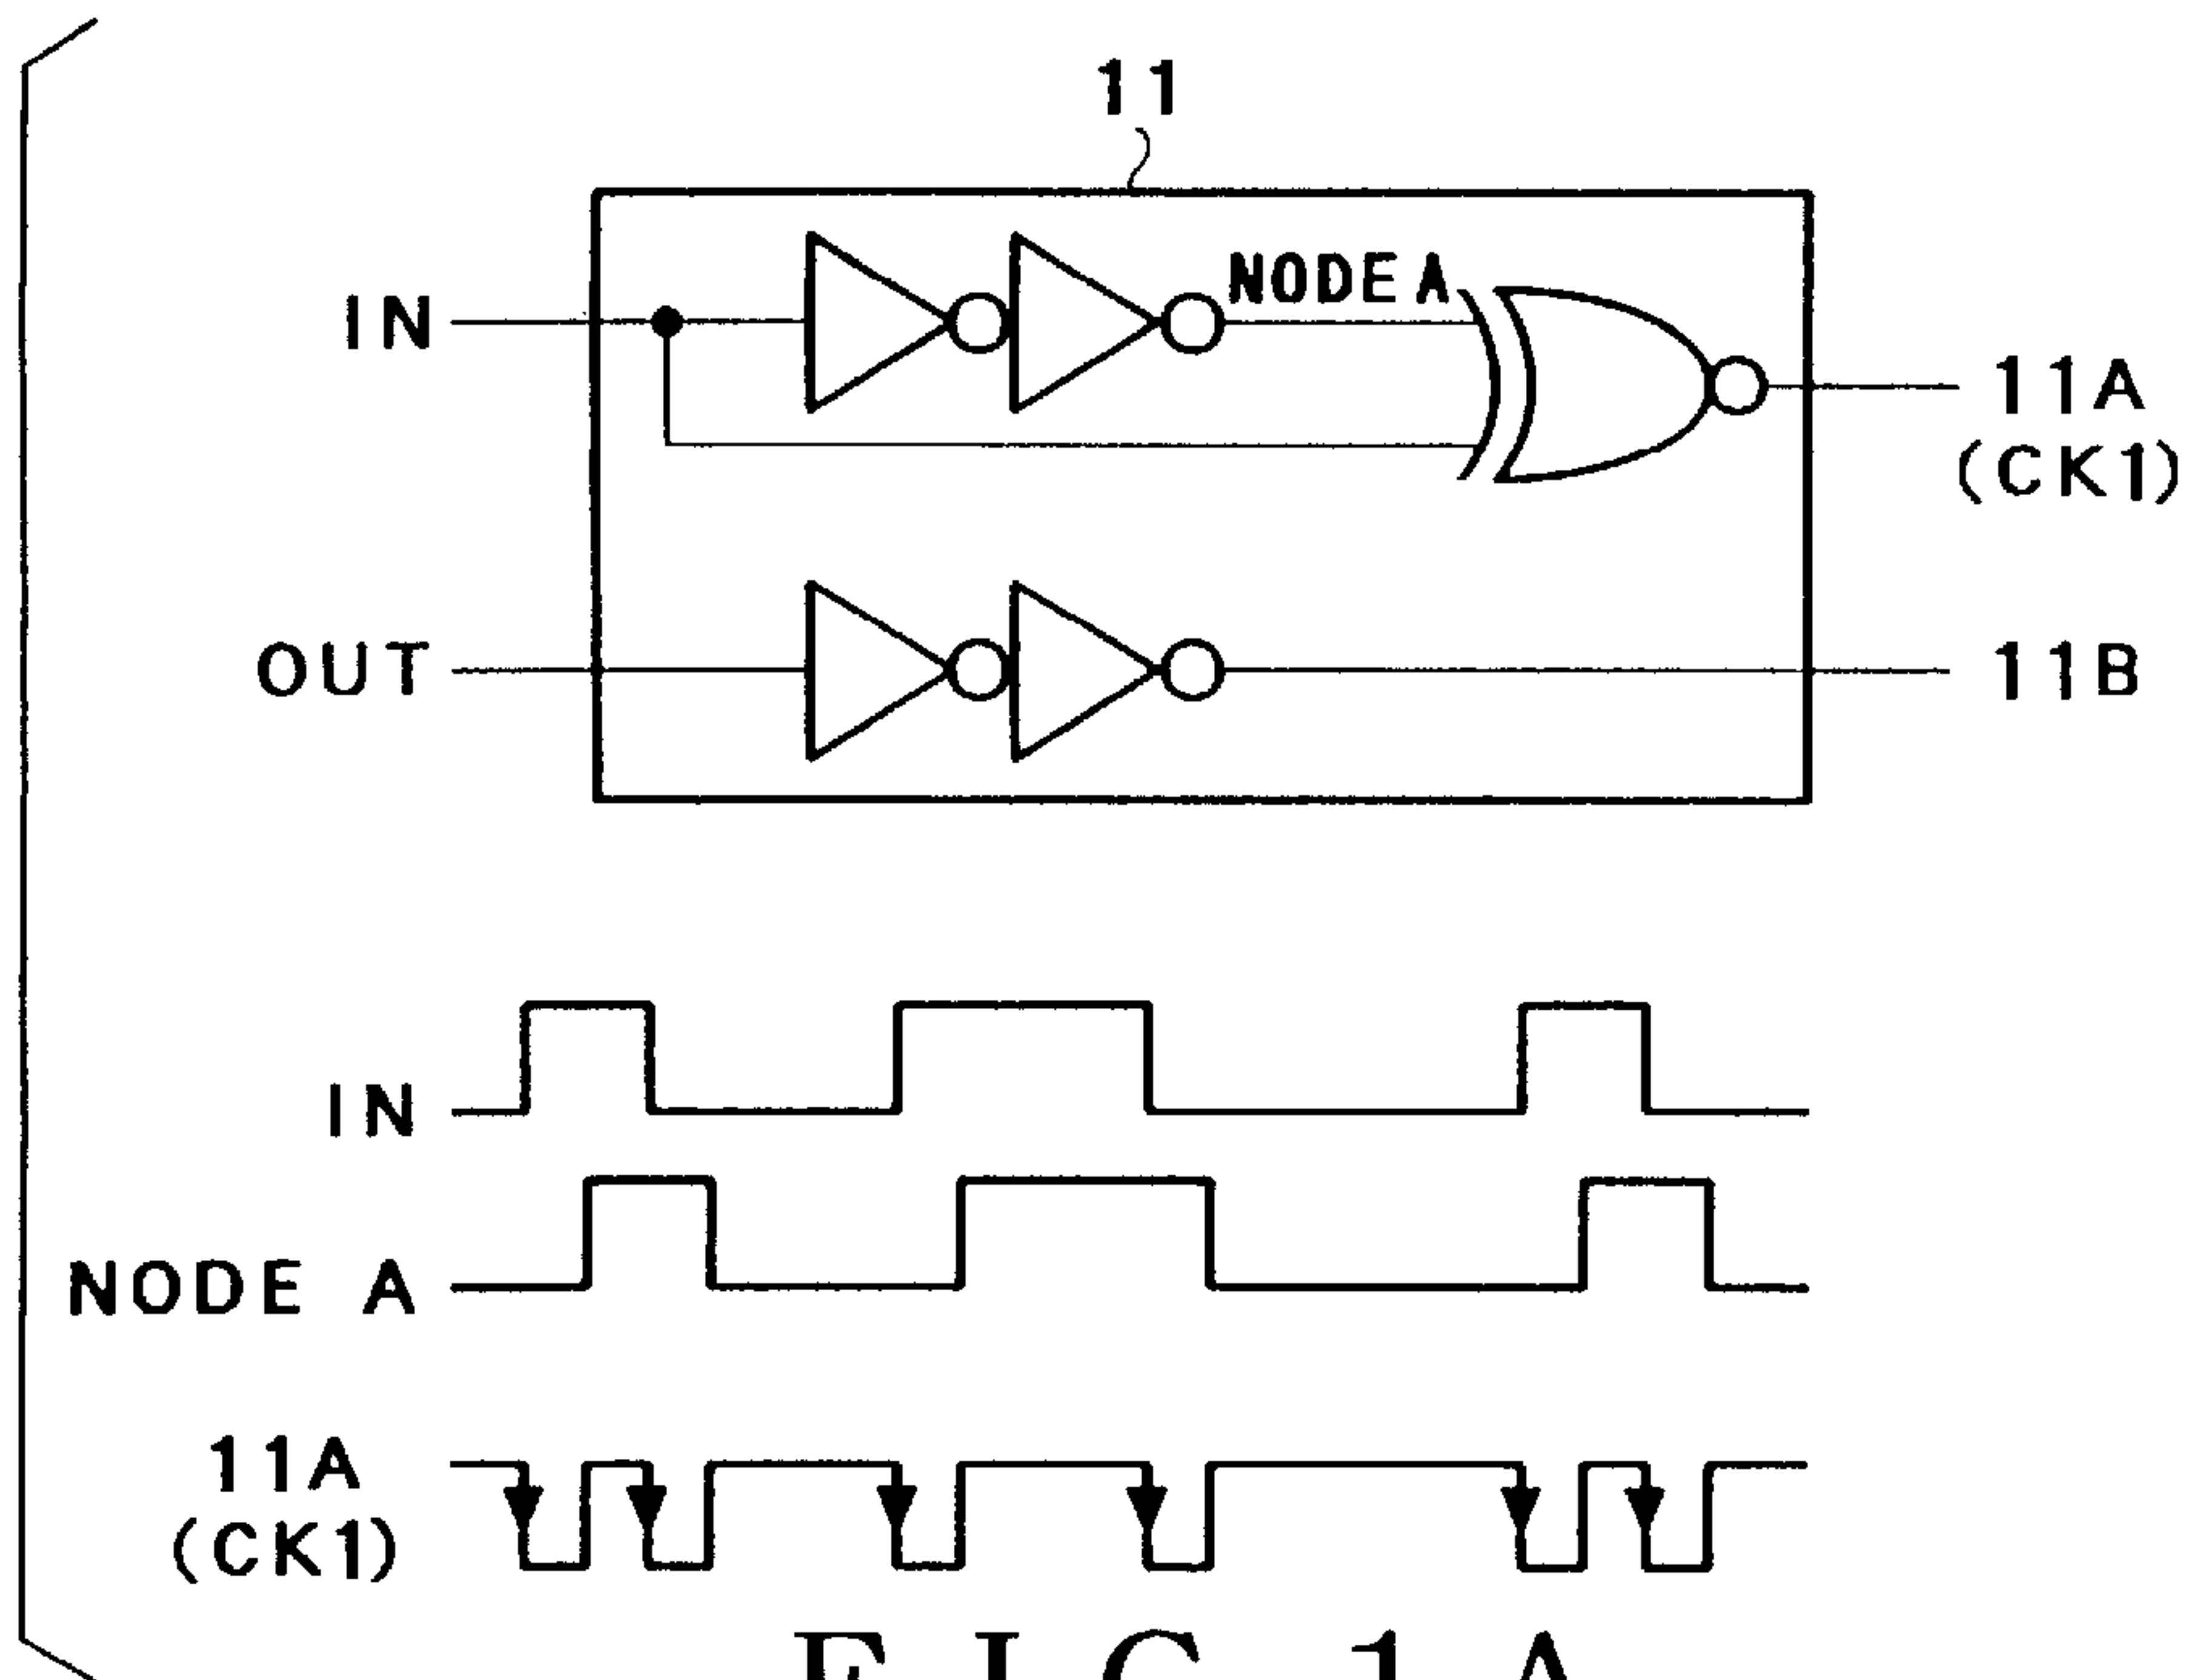 11
NODE A
IN
11A
(CK1)
OUT
11B
IN
NODE A
11A
(CK1)